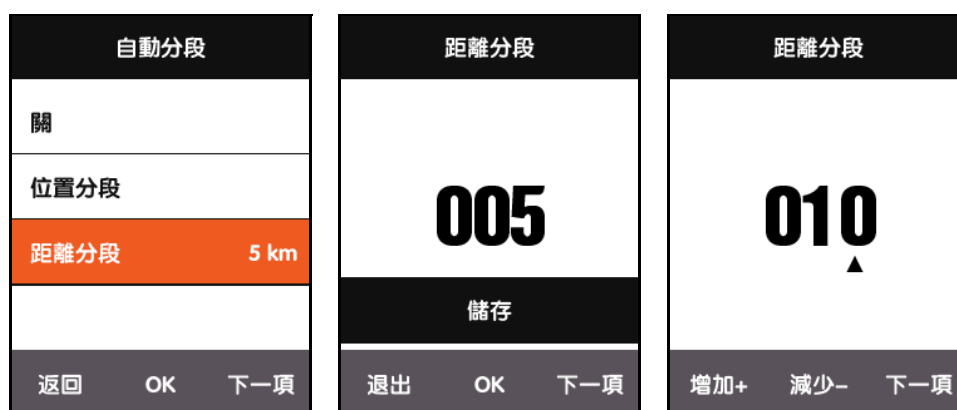 自動分段
關
位置分段
距離分段 5 km
返回 OK 下一項
距離分段
005
儲存
退出 OK 下一項
距離分段
010
增加+ 減少- 下一項